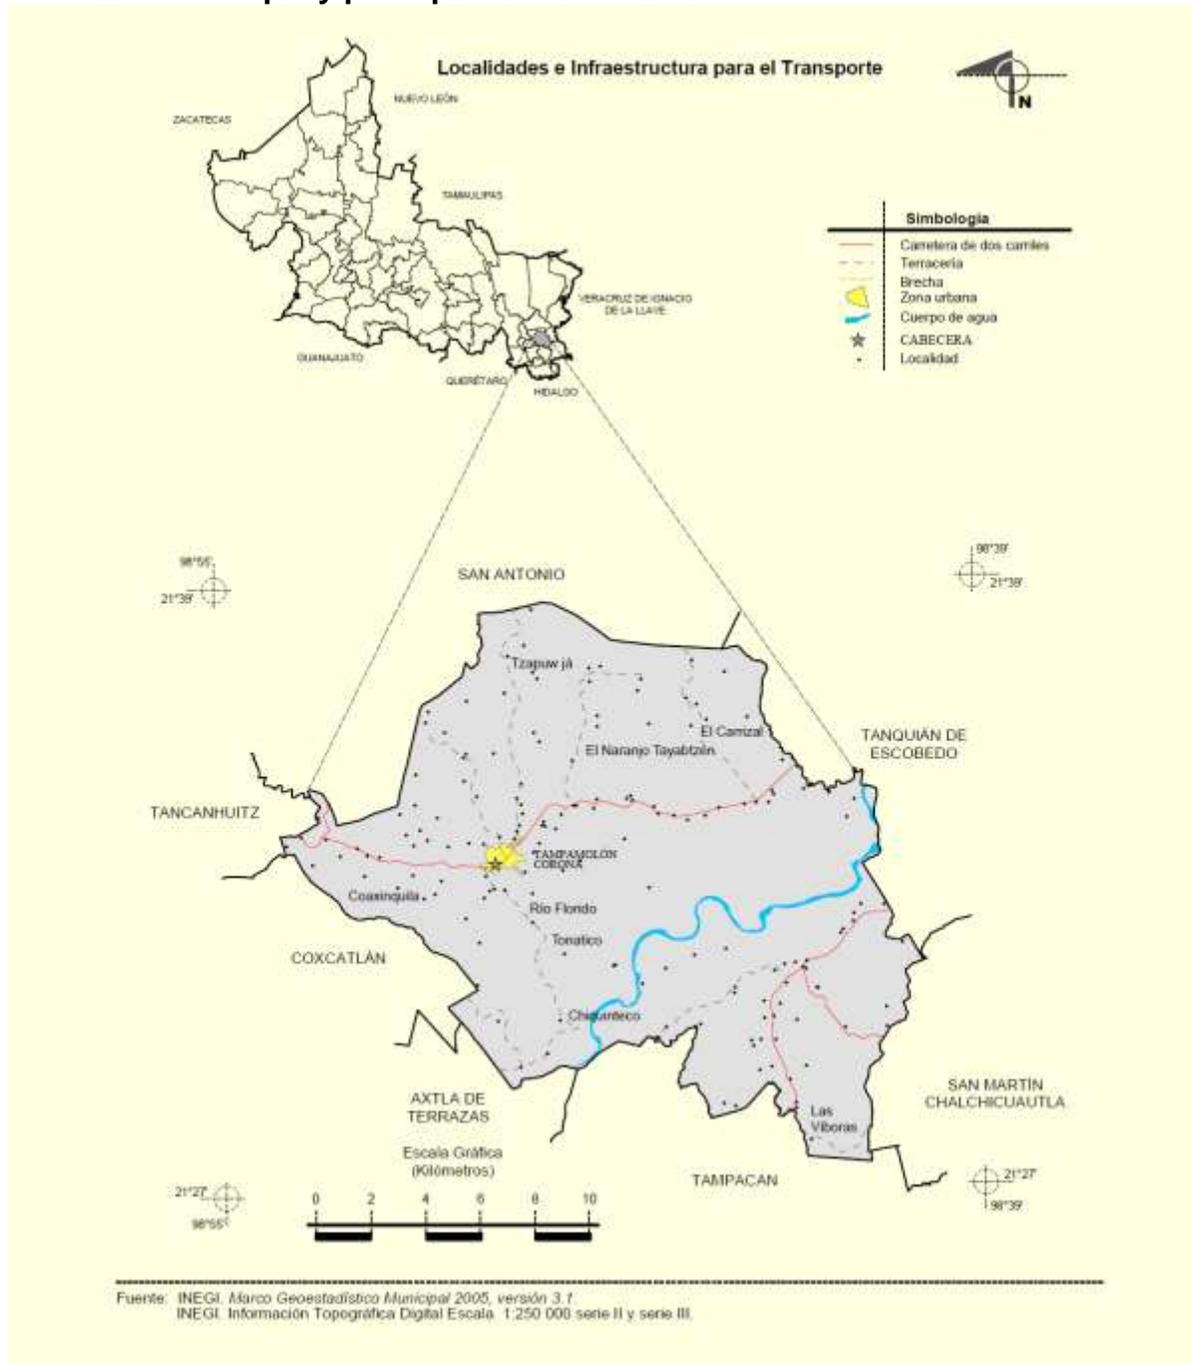 Localidades e Infraestructura para el Transporte
N
NUEVO LEÓN
ZACATECAS
TAMAULIPAS
VERACRUZ DE IGNACIO
DE LA LLAVE
GUANAJUATO
QUERÉTARO
HIDALGO
Simbología
Carretera de dos carriles
Terracería
Brecha
Zona urbana
Cuerpo de agua
CABECERA
Localidad
98°55'
21°39'
98°39'
21°39'
SAN ANTONIO
Tzapuw já
El Carrizal
El Naranjo Tayabtzén
TANQUIÁN DE
ESCOBEDO
TANCANHUITZ
TAMPAMOLÓN
CORONA
Coaxinquila
Río Florido
Tonatico
COXCATLÁN
Chiquinteco
AXTLA DE
TERRAZAS
SAN MARTÍN
CHALCHICUAUTLA
Las
Víboras
TAMPACAN
Escala Gráfica
(Kilómetros)
0 2 4 6 8 10
21°27'
98°55'
21°27'
98°39'
Fuente: INEGI. Marco Geoestadístico Municipal 2005, versión 3.1.
INEGI. Información Topográfica Digital Escala 1:250 000 serie II y serie III.